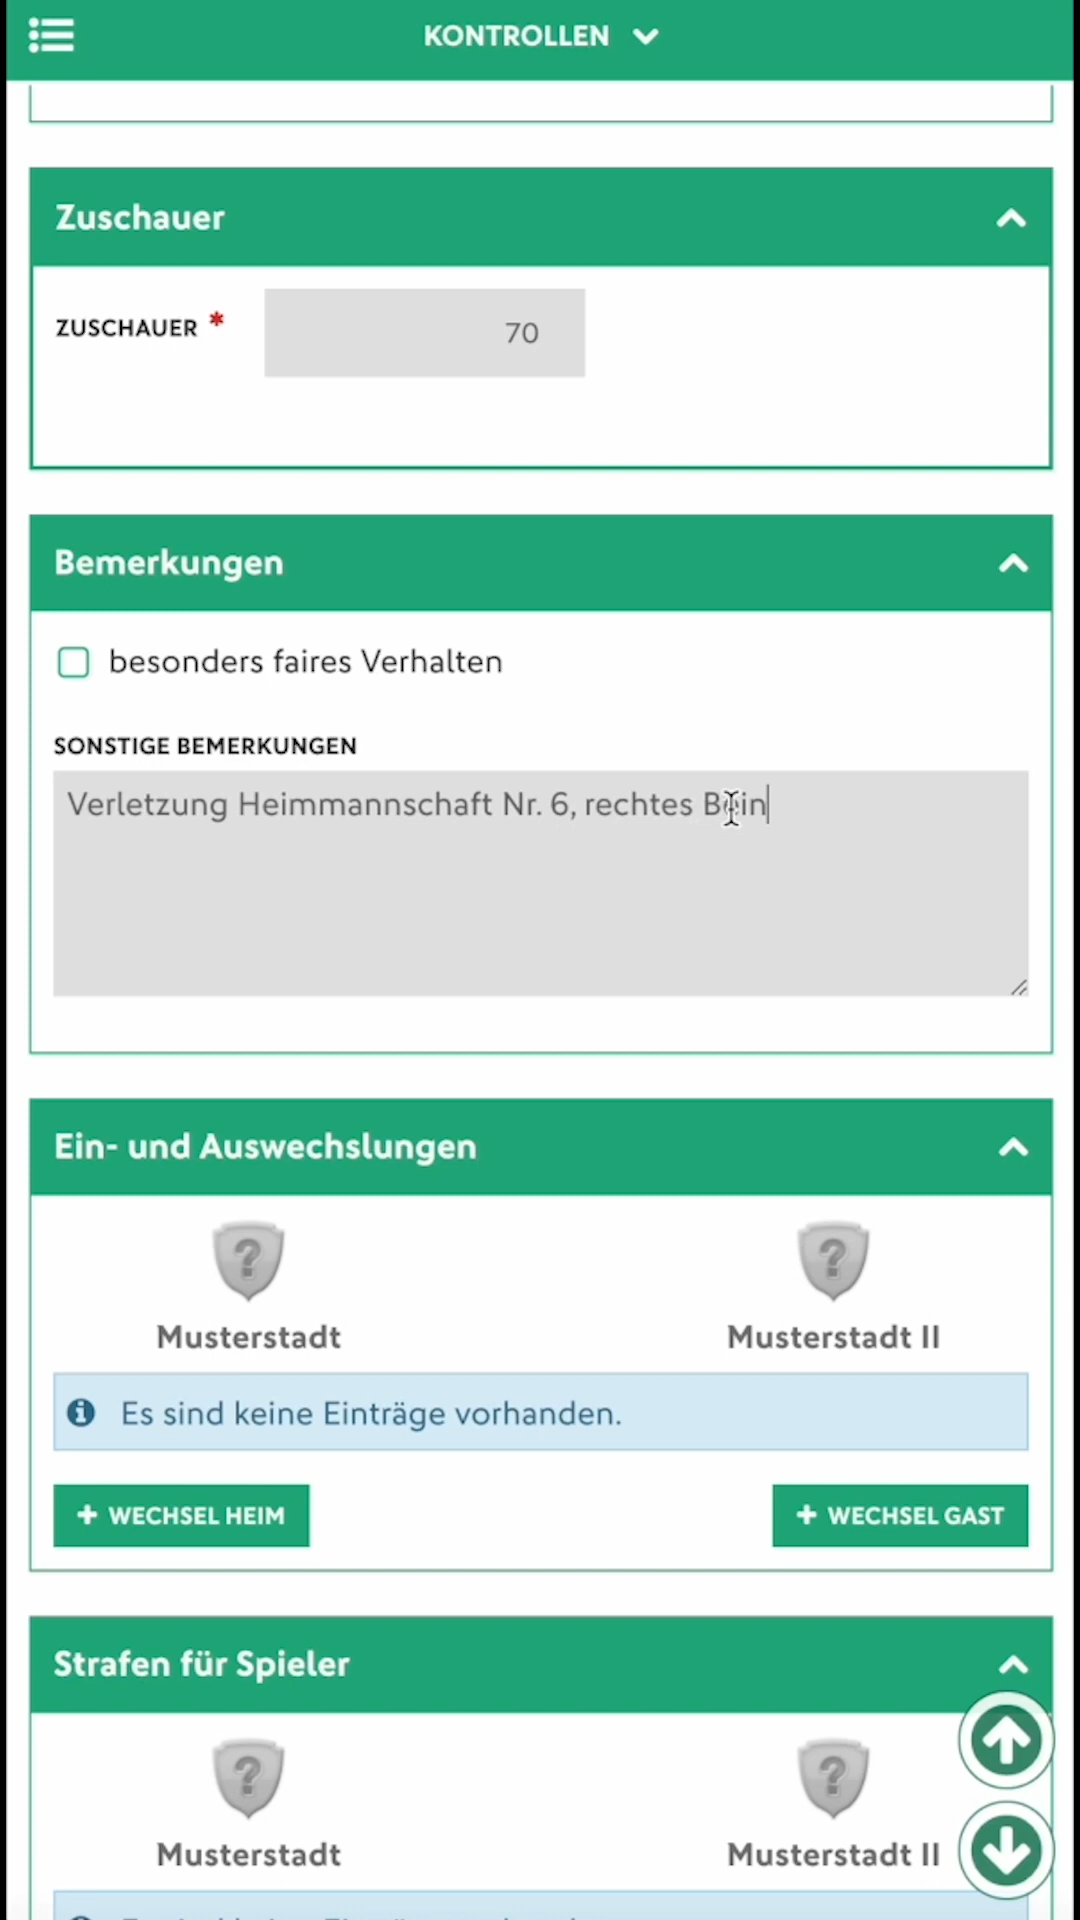 KONTROLLEN
Zuschauer
ZUSCHAUER *
70
Bemerkungen
besonders faires Verhalten
SONSTIGE BEMERKUNGEN
Verletzung Heimmannschaft Nr. 6, rechtes Bein
Ein- und Auswechslungen
? ?
Musterstadt Musterstadt II
Es sind keine Einträge vorhanden.
+ WECHSEL HEIM + WECHSEL GAST
Strafen für Spieler
? ?
Musterstadt Musterstadt II